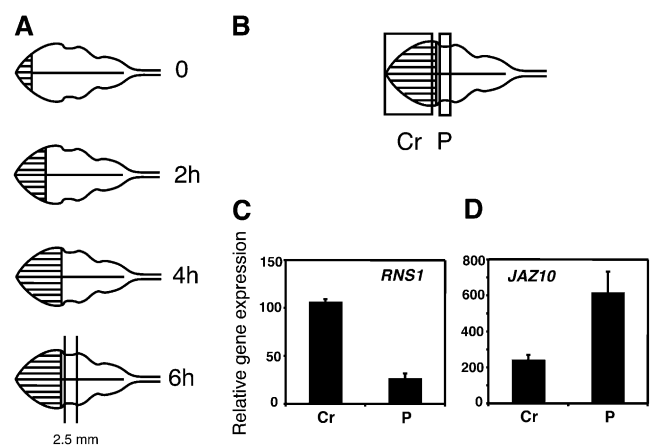 A
0
2h
4h
6h
2.5 mm
B
Cr P
C
Relative gene expression
150
100
50
0
RNS1
Cr P
D
800
600
400
200
0
JAZ10
Cr P